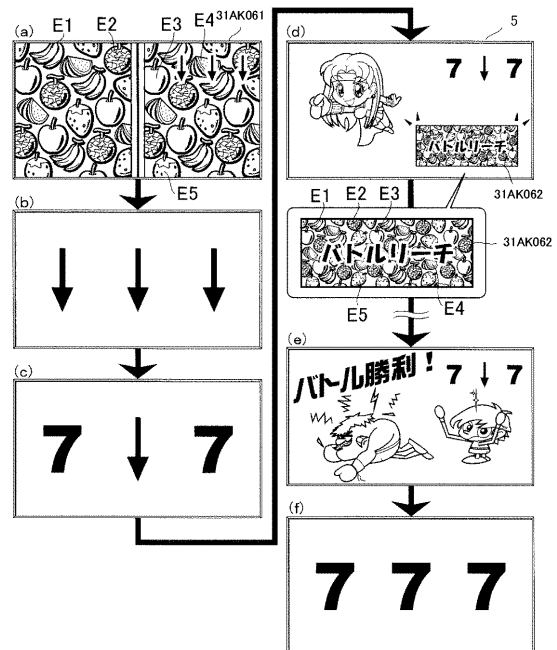 (a)
E1 E2 E3 E4 31AK061
E5
(b)
(c)
7 7
(d)
5
7 7
バトルリーチ
31AK062
E1 E2 E3
バトルリーチ
31AK062
E5 E4
(e)
バトル勝利！
7 7
(f)
7 7 7